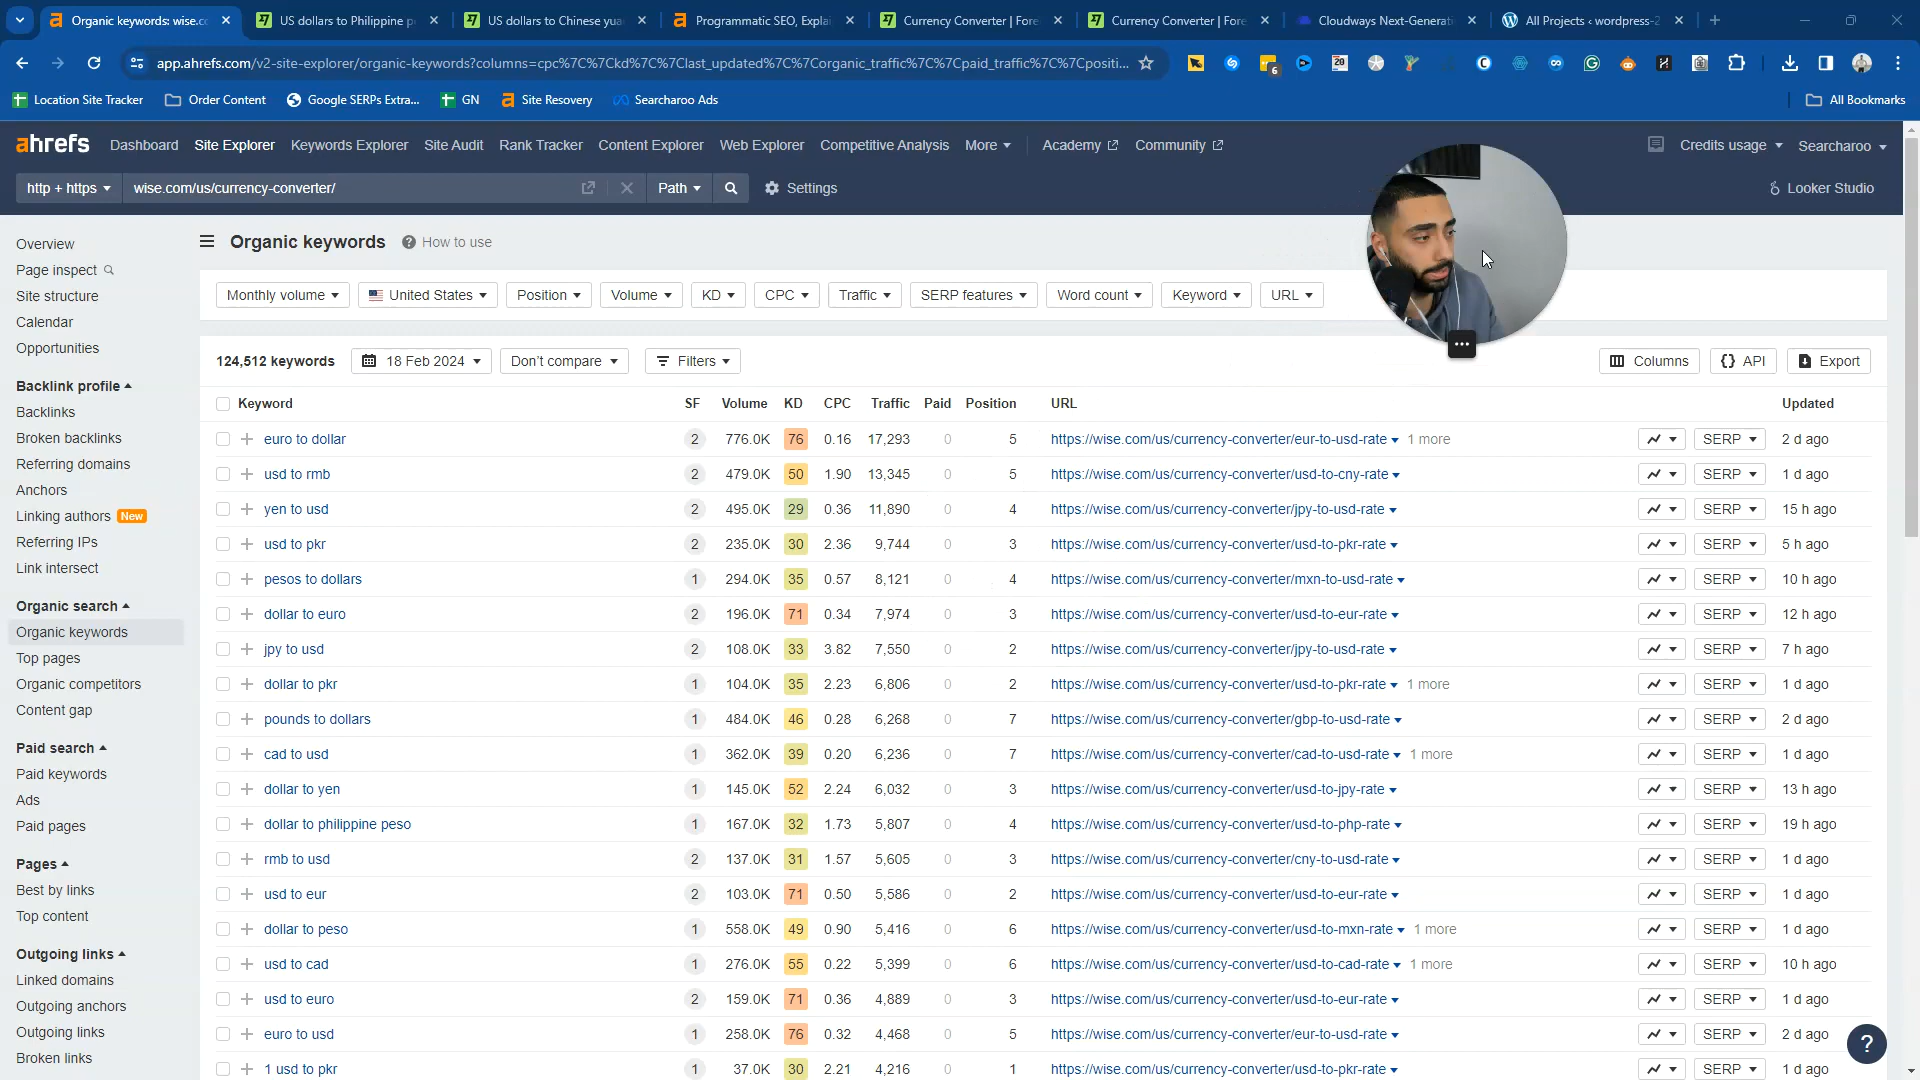 Organic keywords: wise.co
US dollars to Philippine p
US dollars to Chinese yua
Programmatic SEO, Explai
Currency Converter | Fore
Currency Converter | Fore
Cloudways Next-Generati
All Projects ‹ wordpress-2
app.ahrefs.com/v2-site-explorer/organic-keywords?columns=cpc%7C%7Ckd%7C%7Clast_updated%7C%7Corganic_traffic%7C%7Cpaid_traffic%7C%7Cpositi...
Location Site Tracker Order Content Google SERPs Extra... GN Site Recovery Searcharoo Ads All Bookmarks
ahrefs Dashboard Site Explorer Keywords Explorer Site Audit Rank Tracker Content Explorer Web Explorer Competitive Analysis More Academy Community Credits usage Searcharoo
http + https wise.com/us/currency-converter/ Path Settings Looker Studio
Overview
Page inspect
Site structure
Calendar
Opportunities
Backlink profile
Backlinks
Broken backlinks
Referring domains
Anchors
Linking authors New
Referring IPs
Link intersect
Organic search
Organic keywords
Top pages
Organic competitors
Content gap
Paid search
Paid keywords
Ads
Paid pages
Pages
Best by links
Top content
Outgoing links
Linked domains
Outgoing anchors
Outgoing links
Broken links
Organic keywords ? How to use
Monthly volume United States Position Volume KD CPC Traffic SERP features Word count Keyword URL
124,512 keywords 18 Feb 2024 Don't compare Filters Columns {} API Export
Keyword SF Volume KD CPC Traffic Paid Position URL Updated
euro to dollar 2 776.0K 76 0.16 17,293 0 5 https://wise.com/us/currency-converter/eur-to-usd-rate 1 more SERP 2 d ago
usd to rmb 2 479.0K 50 1.90 13,345 0 5 https://wise.com/us/currency-converter/usd-to-cny-rate SERP 1 d ago
yen to usd 2 495.0K 29 0.36 11,890 0 4 https://wise.com/us/currency-converter/jpy-to-usd-rate SERP 15 h ago
usd to pkr 2 235.0K 30 2.36 9,744 0 3 https://wise.com/us/currency-converter/usd-to-pkr-rate SERP 5 h ago
pesos to dollars 1 294.0K 35 0.57 8,121 0 4 https://wise.com/us/currency-converter/mxn-to-usd-rate SERP 10 h ago
dollar to euro 2 196.0K 71 0.34 7,974 0 3 https://wise.com/us/currency-converter/usd-to-eur-rate SERP 12 h ago
jpy to usd 2 108.0K 33 3.82 7,550 0 2 https://wise.com/us/currency-converter/jpy-to-usd-rate SERP 7 h ago
dollar to pkr 1 104.0K 35 2.23 6,806 0 2 https://wise.com/us/currency-converter/usd-to-pkr-rate 1 more SERP 1 d ago
pounds to dollars 1 484.0K 46 0.28 6,268 0 7 https://wise.com/us/currency-converter/gbp-to-usd-rate SERP 2 d ago
cad to usd 1 362.0K 39 0.20 6,236 0 7 https://wise.com/us/currency-converter/cad-to-usd-rate 1 more SERP 1 d ago
dollar to yen 1 145.0K 52 2.24 6,032 0 3 https://wise.com/us/currency-converter/usd-to-jpy-rate SERP 13 h ago
dollar to philippine peso 1 167.0K 32 1.73 5,807 0 4 https://wise.com/us/currency-converter/usd-to-php-rate SERP 19 h ago
rmb to usd 2 137.0K 31 1.57 5,605 0 3 https://wise.com/us/currency-converter/cny-to-usd-rate SERP 1 d ago
usd to eur 2 103.0K 71 0.50 5,586 0 2 https://wise.com/us/currency-converter/usd-to-eur-rate SERP 1 d ago
dollar to peso 1 558.0K 49 0.90 5,416 0 6 https://wise.com/us/currency-converter/usd-to-mxn-rate 1 more SERP 1 d ago
usd to cad 1 276.0K 55 0.22 5,399 0 6 https://wise.com/us/currency-converter/usd-to-cad-rate 1 more SERP 10 h ago
usd to euro 2 159.0K 71 0.36 4,889 0 3 https://wise.com/us/currency-converter/usd-to-eur-rate SERP 1 d ago
euro to usd 1 258.0K 76 0.32 4,468 0 5 https://wise.com/us/currency-converter/eur-to-usd-rate SERP 2 d ago
1 usd to pkr 1 37.0K 30 2.21 4,216 0 1 https://wise.com/us/currency-converter/usd-to-pkr-rate SERP 1 d ago
?